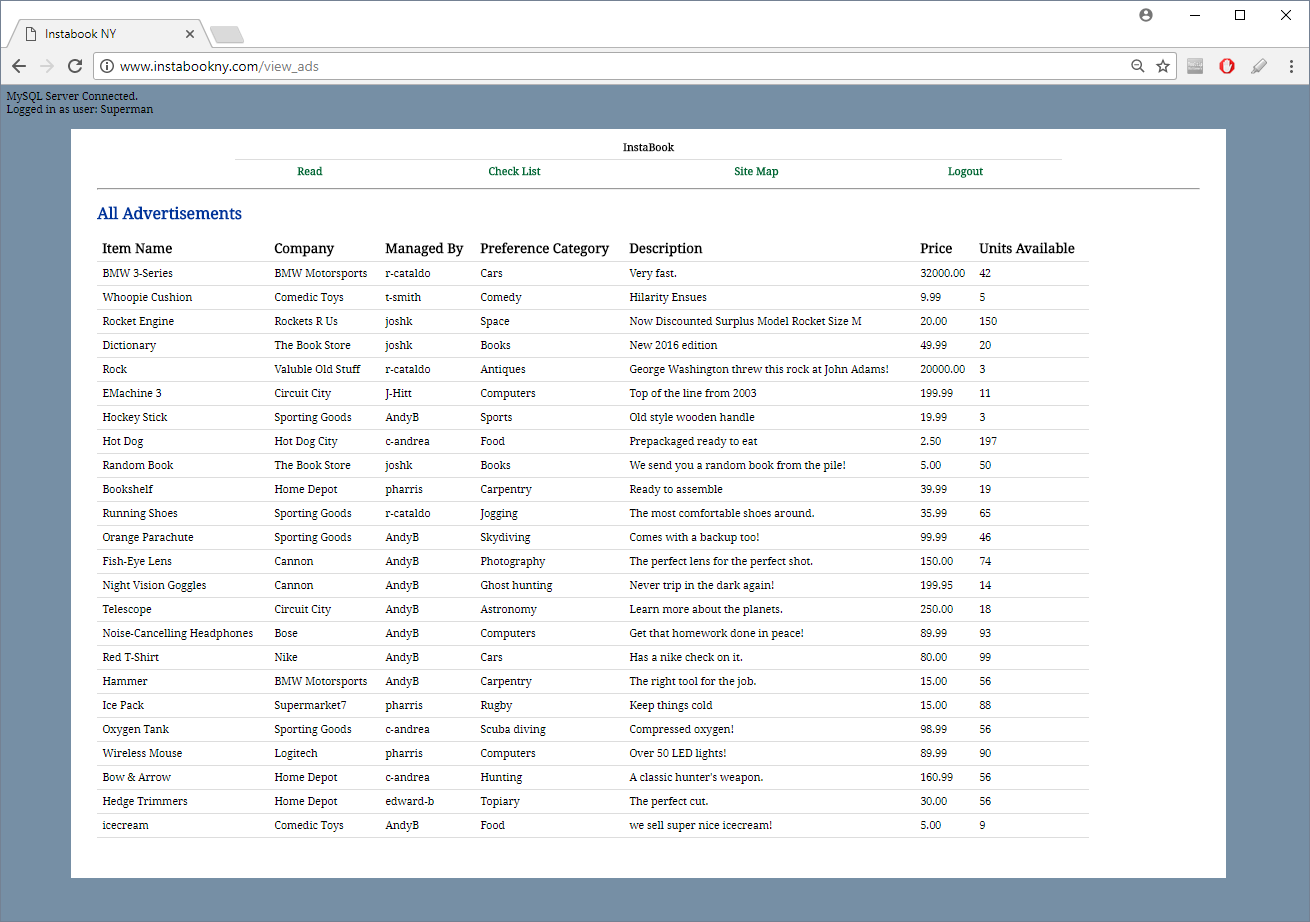 Instabook NY
www.instabookny.com/view_ads
MySQL Server Connected.
Logged in as user: Superman
InstaBook
Read Check List Site Map Logout
All Advertisements
Item Name Company Managed By Preference Category Description Price Units Available
BMW 3-Series BMW Motorsports r-cataldo Cars Very fast. 32000.00 42
Whoopie Cushion Comedic Toys t-smith Comedy Hilarity Ensues 9.99 5
Rocket Engine Rockets R Us joshk Space Now Discounted Surplus Model Rocket Size M 20.00 150
Dictionary The Book Store joshk Books New 2016 edition 49.99 20
Rock Valuble Old Stuff r-cataldo Antiques George Washington threw this rock at John Adams! 20000.00 3
EMachine 3 Circuit City J-Hitt Computers Top of the line from 2003 199.99 11
Hockey Stick Sporting Goods AndyB Sports Old style wooden handle 19.99 3
Hot Dog Hot Dog City c-andrea Food Prepackaged ready to eat 2.50 197
Random Book The Book Store joshk Books We send you a random book from the pile! 5.00 50
Bookshelf Home Depot pharris Carpentry Ready to assemble 39.99 19
Running Shoes Sporting Goods r-cataldo Jogging The most comfortable shoes around. 35.99 65
Orange Parachute Sporting Goods AndyB Skydiving Comes with a backup too! 99.99 46
Fish-Eye Lens Cannon AndyB Photography The perfect lens for the perfect shot. 150.00 74
Night Vision Goggles Cannon AndyB Ghost hunting Never trip in the dark again! 199.95 14
Telescope Circuit City AndyB Astronomy Learn more about the planets. 250.00 18
Noise-Cancelling Headphones Bose AndyB Computers Get that homework done in peace! 89.99 93
Red T-Shirt Nike AndyB Cars Has a nike check on it. 80.00 99
Hammer BMW Motorsports AndyB Carpentry The right tool for the job. 15.00 56
Ice Pack Supermarket7 pharris Rugby Keep things cold 15.00 88
Oxygen Tank Sporting Goods c-andrea Scuba diving Compressed oxygen! 98.99 56
Wireless Mouse Logitech pharris Computers Over 50 LED lights! 89.99 90
Bow & Arrow Home Depot c-andrea Hunting A classic hunter's weapon. 160.99 56
Hedge Trimmers Home Depot edward-b Topiary The perfect cut. 30.00 56
icecream Comedic Toys AndyB Food we sell super nice icecream! 5.00 9